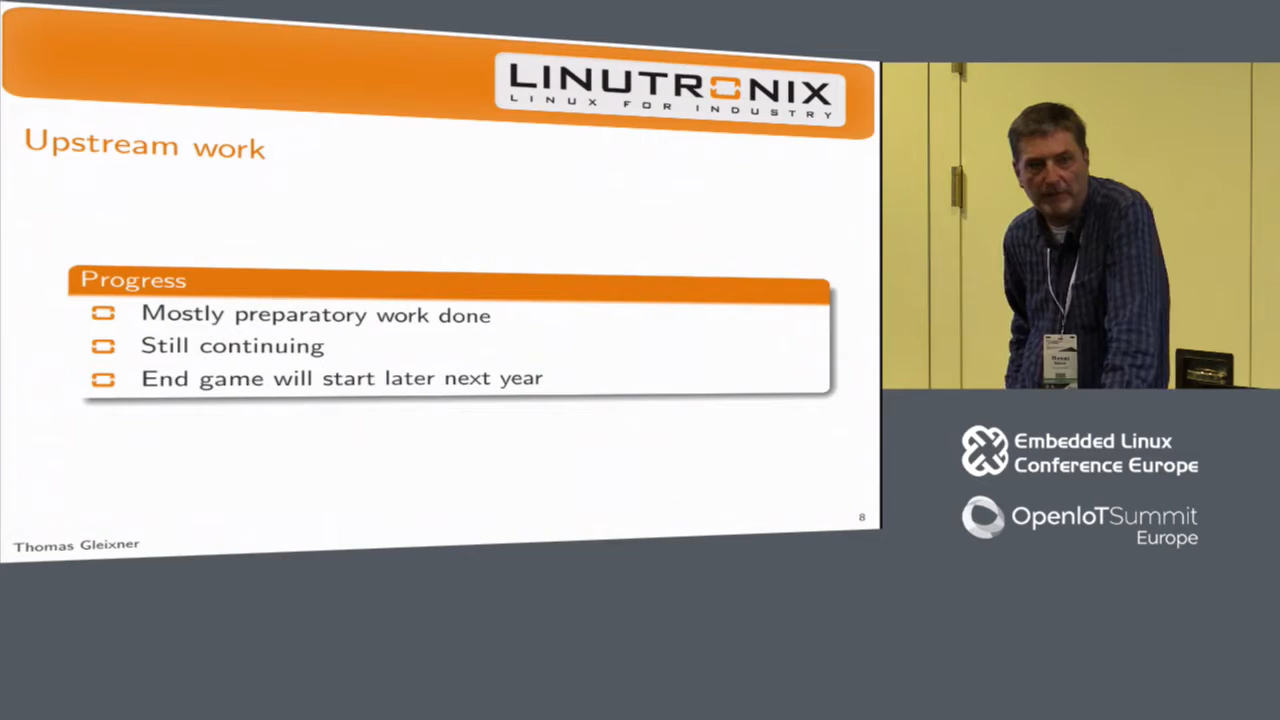 LINUTRONIX
LINUX FOR INDUSTRY
Upstream work
Progress
Mostly preparatory work done
Still continuing
End game will start later next year
8
Thomas Gleixner
Embedded Linux
Conference Europe
OpenIoTSummit
Europe